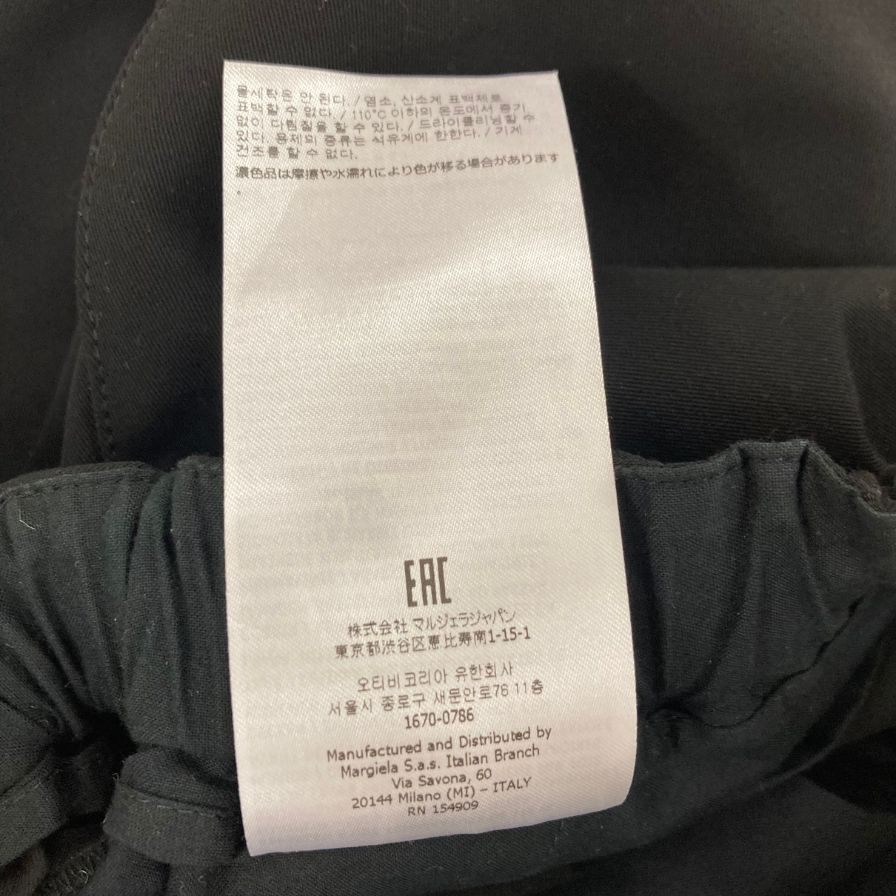 물세탁은 안 된다. / 염소, 산소계 표백제로
표백할 수 없다. / 110°C 이하의 온도에서 증기
없이 다림질을 할 수 있다. / 드라이클리닝할 수
있다. 용제의 종류는 석유계에 한한다. / 기계
건조를 할 수 없다.
濃色品は摩擦や水濡れにより色が移る場合があります
。
EAC
株式会社 マルジェラジャパン
東京都渋谷区恵比寿南1-15-1
오티비코리아 유한회사
서울시 종로구 새문안로76 11층
1670-0786
Manufactured and Distributed by
Margiela S.a.s. Italian Branch
Via Savona, 60
20144 Milano (MI) – ITALY
RN 154909